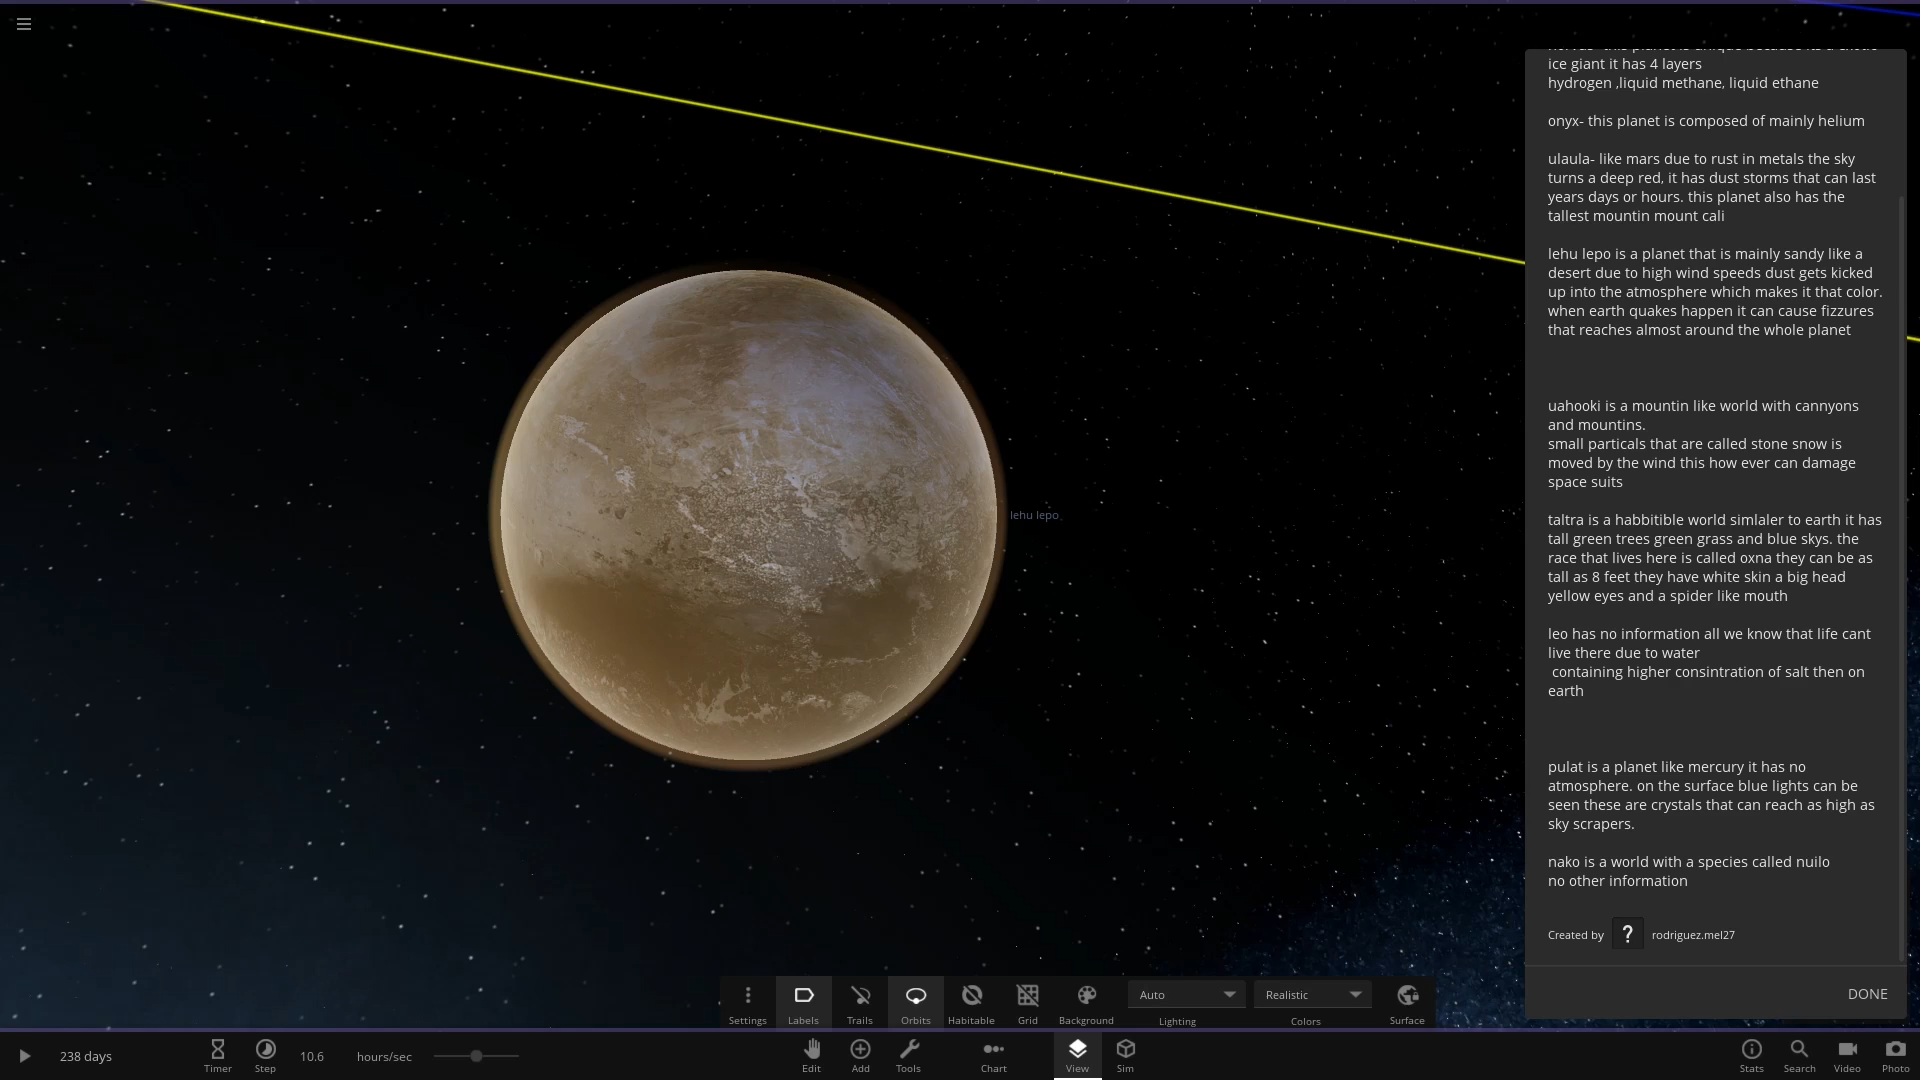 ice giant it has 4 layers
hydrogen ,liquid methane, liquid ethane
onyx- this planet is composed of mainly helium
ulaula- like mars due to rust in metals the sky
turns a deep red, it has dust storms that can last
years days or hours. this planet also has the
tallest mountin mount cali
lehu lepo is a planet that is mainly sandy like a
desert due to high wind speeds dust gets kicked
up into the atmosphere which makes it that color.
when earth quakes happen it can cause fizzures
that reaches almost around the whole planet
uahooki is a mountin like world with cannyons
and mountins.
small particals that are called stone snow is
moved by the wind this how ever can damage
space suits
taltra is a habbitible world simlaler to earth it has
tall green trees green grass and blue skys. the
race that lives here is called oxna they can be as
tall as 8 feet they have white skin a big head
yellow eyes and a spider like mouth
leo has no information all we know that life cant
live there due to water
containing higher consintration of salt then on
earth
pulat is a planet like mercury it has no
atmosphere. on the surface blue lights can be
seen these are crystals that can reach as high as
sky scrapers.
nako is a world with a species called nuilo
no other information
Created by ? rodriguez.mel27
DONE
lehu lepo
Auto
Realistic
Settings Labels Trails Orbits Habitable Grid Background Lighting Colors Surface
238 days
10.6 hours/sec
Timer Step Edit Add Tools Chart View Sim Stats Search Video Photo